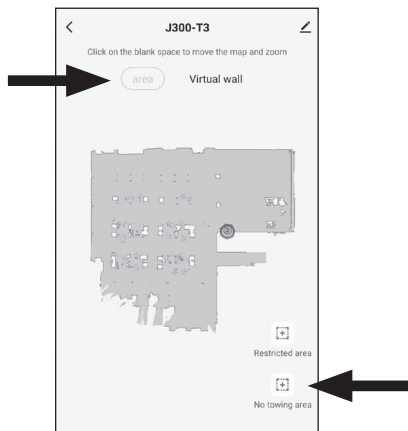 J300-T3
Click on the blank space to move the map and zoom
area Virtual wall
Restricted area
No towing area